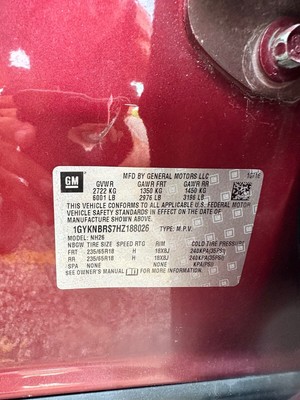 GM
MFD BY GENERAL MOTORS LLC 10/16
GVWR GAWR FRT GAWR RR
2722 KG 1350 KG 1450 KG
6001 LB 2976 LB 3196 LB
THIS VEHICLE CONFORMS TO ALL APPLICABLE U.S. FEDERAL MOTOR
VEHICLE SAFETY STANDARDS IN EFFECT ON THE DATE OF
MANUFACTURE SHOWN ABOVE.
1GYKNBRS7HZ188026 TYPE: M.P.V.
MODEL: NH26
NBGW TIRE SIZE SPEED RTG RIM COLD TIRE PRESSURE
FRT 235/65R18 H 18X8J 240KPA(35PSI)
RR 235/65R18 H 18X8J 240KPA(35PSI)
SPA NONE NONE KPA(PSI)
SEE OWNER'S MANUAL FOR MORE INFORMATION